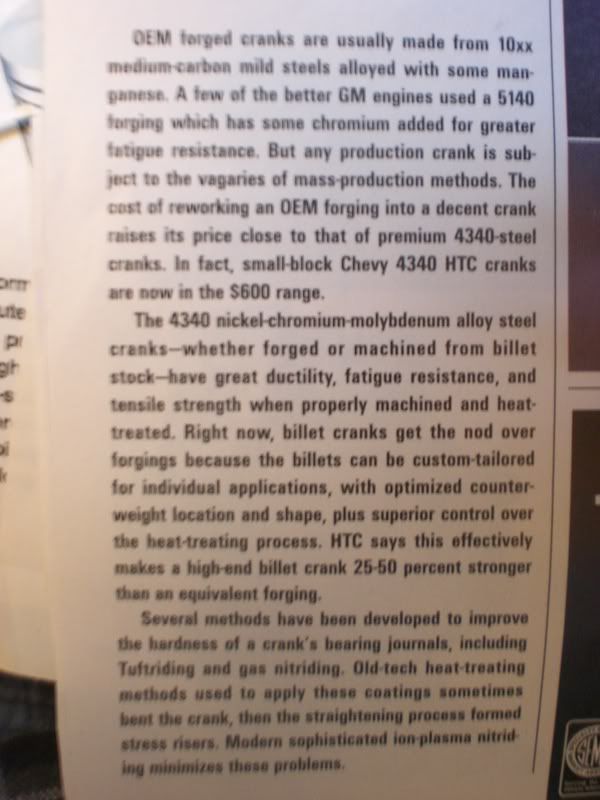 OEM forged cranks are usually made from 10xx
medium-carbon mild steels alloyed with some man-
ganese. A few of the better GM engines used a 5140
forging which has some chromium added for greater
fatigue resistance. But any production crank is sub-
ject to the vagaries of mass-production methods. The
cost of reworking an OEM forging into a decent crank
raises its price close to that of premium 4340-steel
cranks. In fact, small-block Chevy 4340 HTC cranks
are now in the $600 range.
The 4340 nickel-chromium-molybdenum alloy steel
cranks—whether forged or machined from billet
stock—have great ductility, fatigue resistance, and
tensile strength when properly machined and heat-
treated. Right now, billet cranks get the nod over
forgings because the billets can be custom-tailored
for individual applications, with optimized counter-
weight location and shape, plus superior control over
the heat-treating process. HTC says this effectively
makes a high-end billet crank 25-50 percent stronger
than an equivalent forging.
Several methods have been developed to improve
the hardness of a crank's bearing journals, including
Tuftriding and gas nitriding. Old-tech heat-treating
methods used to apply these coatings sometimes
bent the crank, then the straightening process formed
stress risers. Modern sophisticated ion-plasma nitrid-
ing minimizes these problems.
SEM